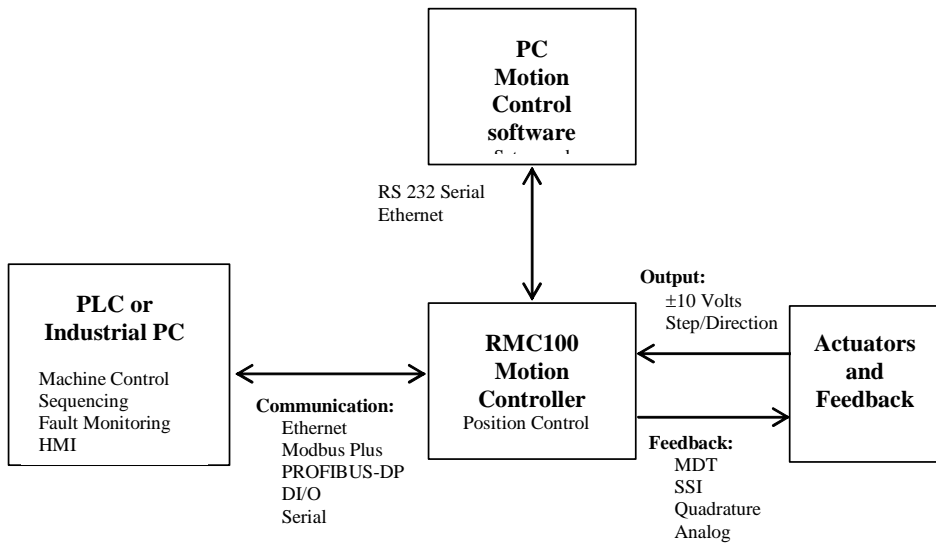 PC
Motion
Control
software
RS 232 Serial
Ethernet
PLC or
Industrial PC
Machine Control
Sequencing
Fault Monitoring
HMI
Communication:
Ethernet
Modbus Plus
PROFIBUS-DP
DI/O
Serial
RMC100
Motion
Controller
Position Control
Output:
±10 Volts
Step/Direction
Feedback:
MDT
SSI
Quadrature
Analog
Actuators
and
Feedback